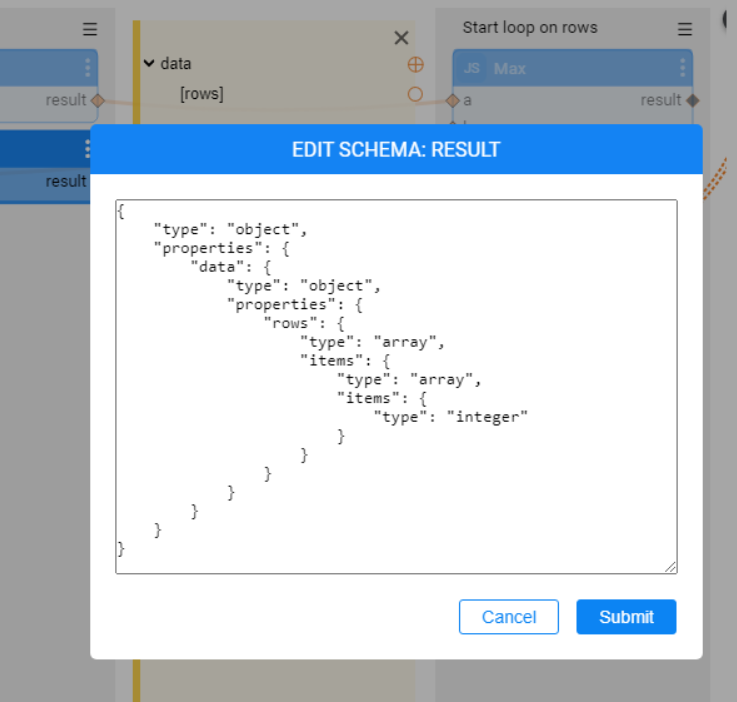 Start loop on rows
data
JS Max
[rows]
result
a
result
EDIT SCHEMA: RESULT
result
{
    "type": "object",
    "properties": {
        "data": {
            "type": "object",
            "properties": {
                "rows": {
                    "type": "array",
                    "items": {
                        "type": "array",
                        "items": {
                            "type": "integer"
                        }
                    }
                }
            }
        }
    }
}
Cancel
Submit